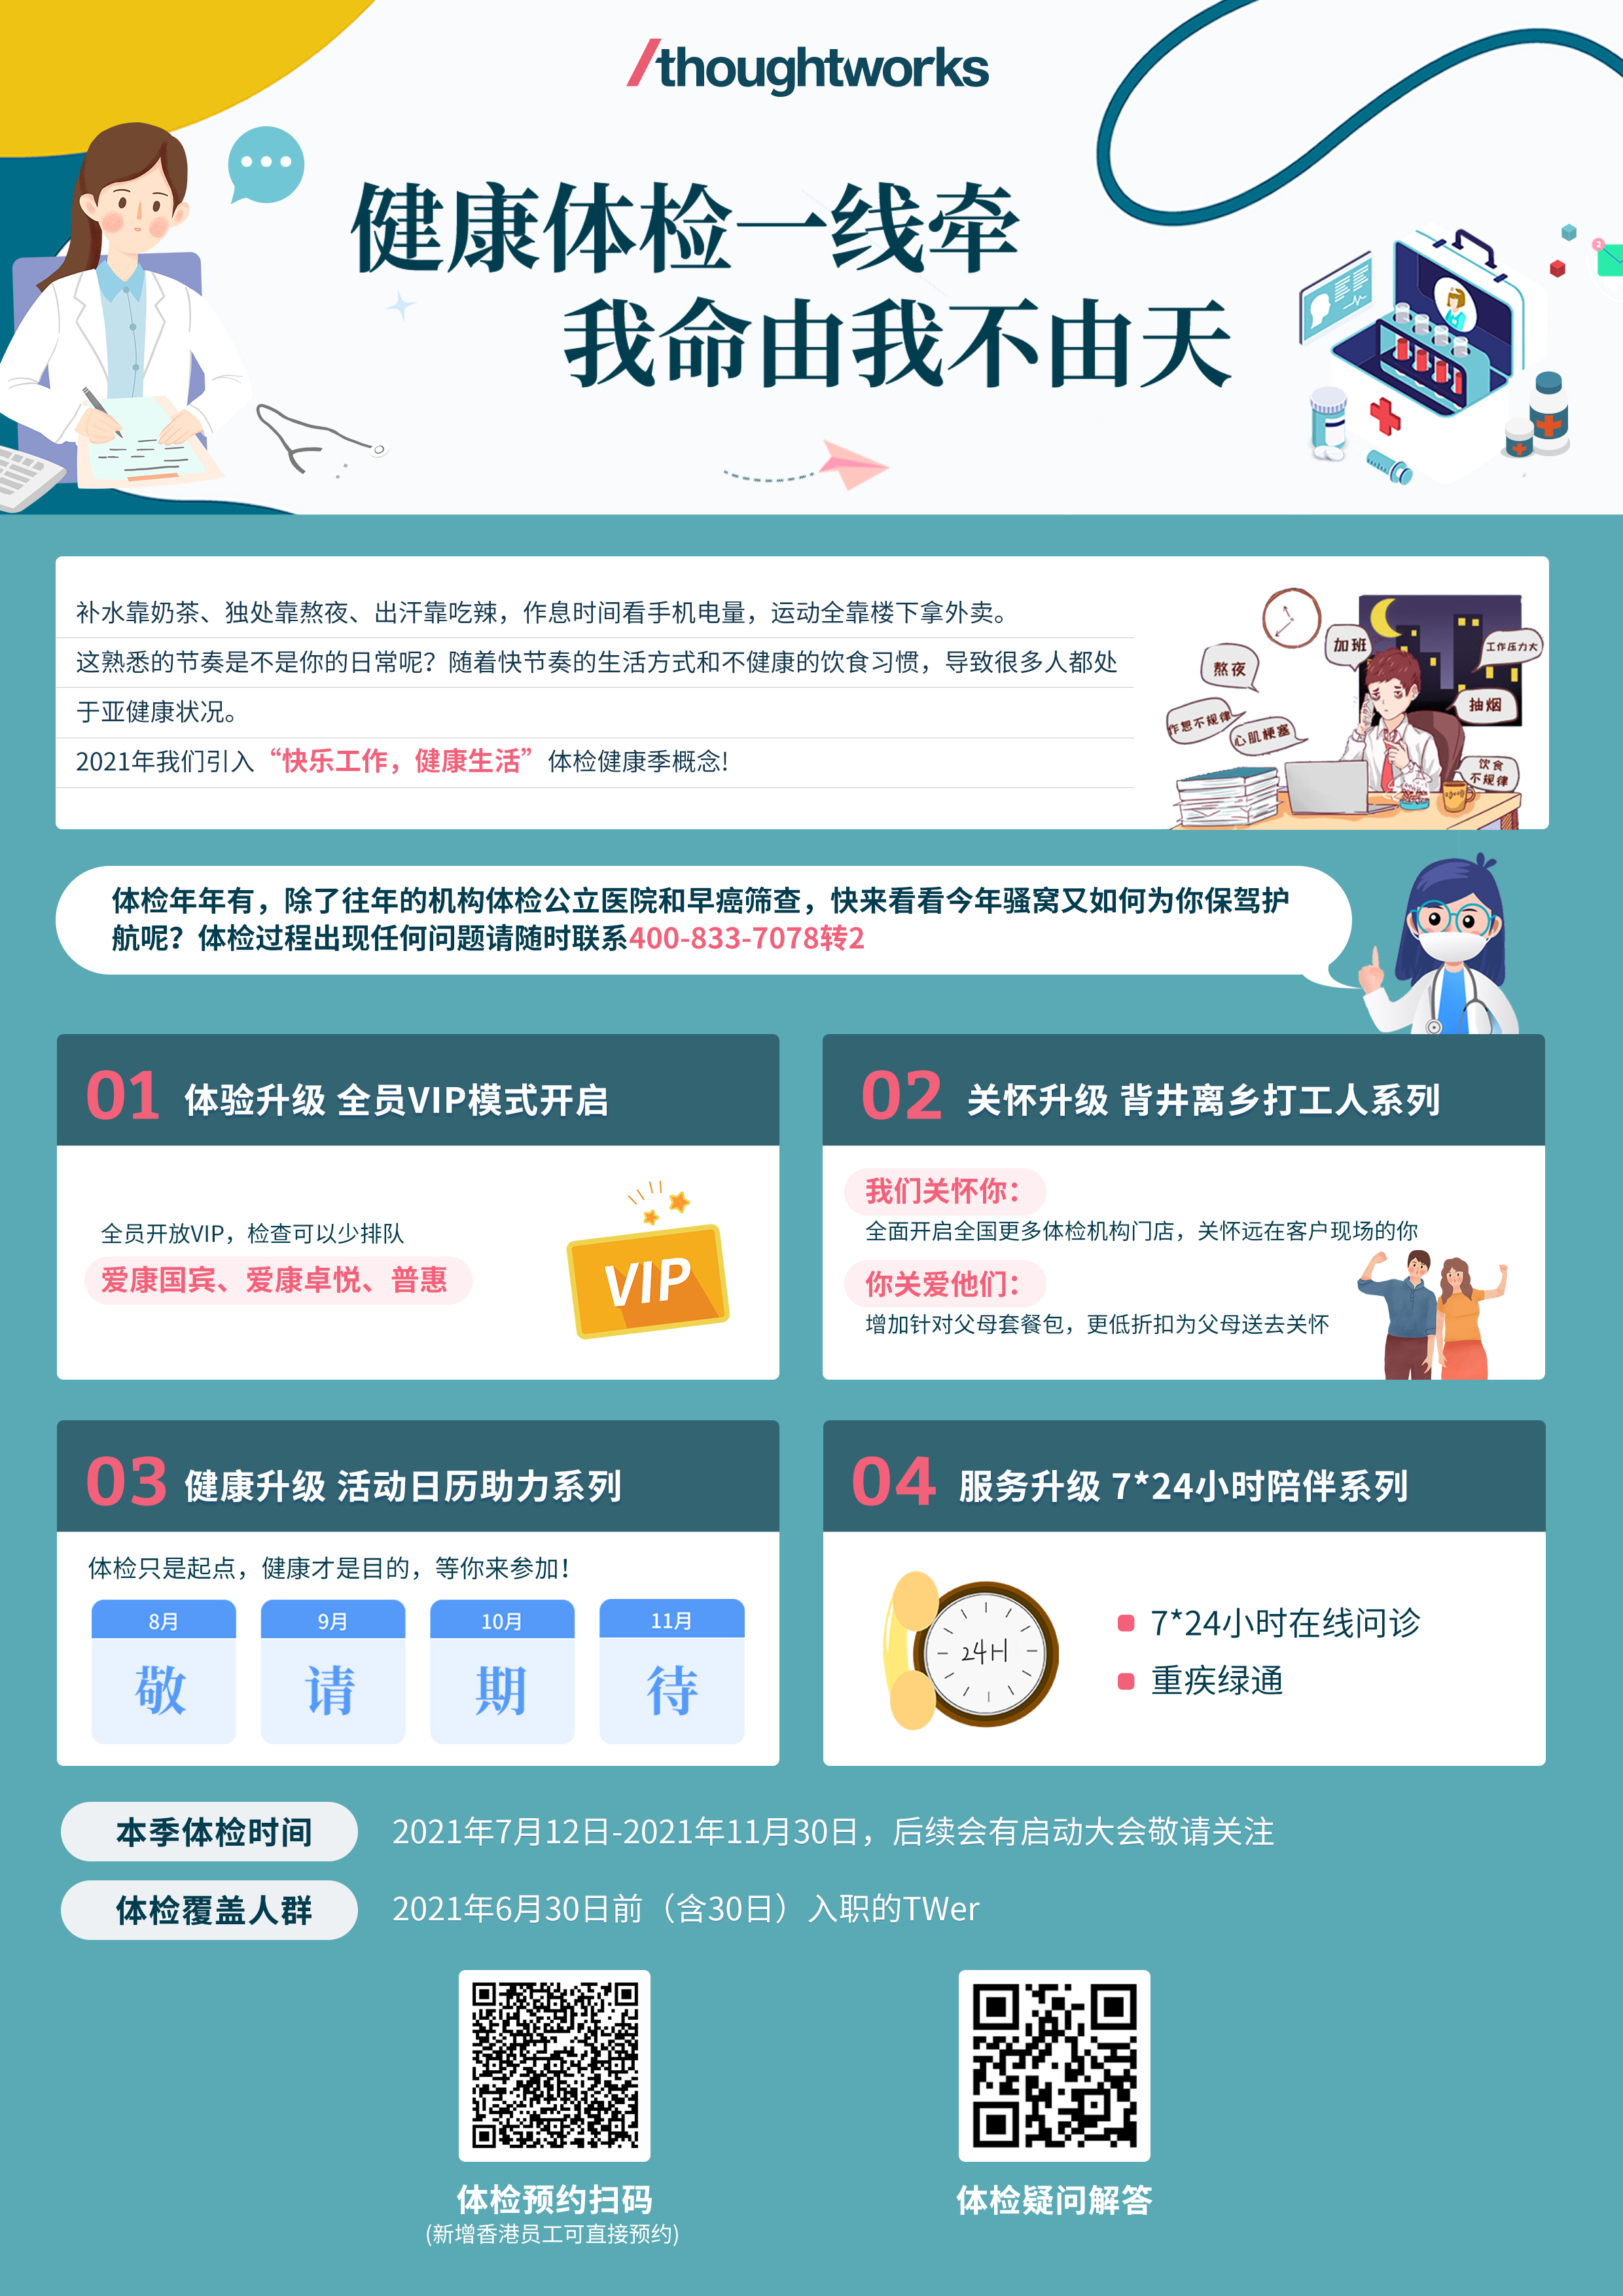 thoughtworks
健康体检一线牵
我命由我不由天
补水靠奶茶、独处靠熬夜、出汗靠吃辣，作息时间看手机电量，运动全靠楼下拿外卖。
这熟悉的节奏是不是你的日常呢？随着快节奏的生活方式和不健康的饮食习惯，导致很多人都处
于亚健康状况。
2021年我们引入“快乐工作，健康生活”体检健康季概念!
熬夜
加班
工作压力大
作息不规律
心肌梗塞
抽烟
饮食
不规律
体检年年有，除了往年的机构体检公立医院和早癌筛查，快来看看今年骚窝又如何为你保驾护
航呢？体检过程出现任何问题请随时联系400-833-7078转2
01 体验升级 全员VIP模式开启
全员开放VIP，检查可以少排队
爱康国宾、爱康卓悦、普惠
VIP
02 关怀升级 背井离乡打工人系列
我们关怀你：
全面开启全国更多体检机构门店，关怀远在客户现场的你
你关爱他们：
增加针对父母套餐包，更低折扣为父母送去关怀
03 健康升级 活动日历助力系列
体检只是起点，健康才是目的，等你来参加！
8月 9月 10月 11月
敬 请 期 待
04 服务升级 7*24小时陪伴系列
24H
7*24小时在线问诊
重疾绿通
本季体检时间 2021年7月12日-2021年11月30日，后续会有启动大会敬请关注
体检覆盖人群 2021年6月30日前（含30日）入职的TWer
体检预约扫码
(新增香港员工可直接预约)
体检疑问解答